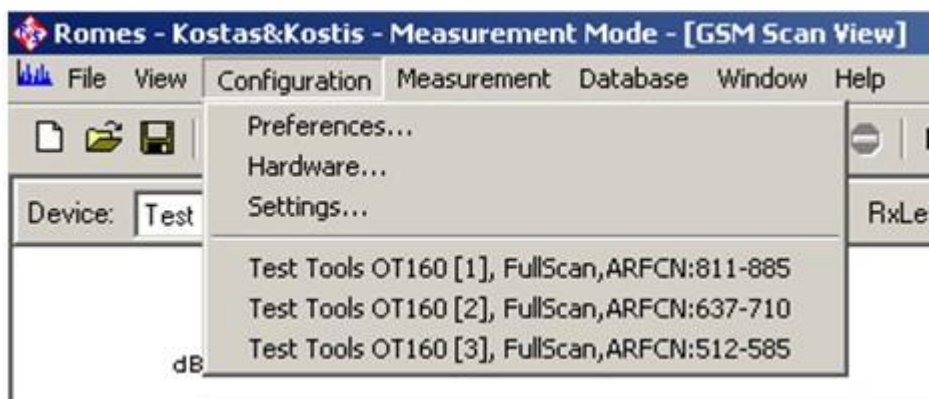 Romes - Kostas&Kostis - Measurement Mode - [GSM Scan View]
File View Configuration Measurement Database Window Help
Preferences...
Hardware...
Device: Test
Settings...
RxLe
Test Tools OT160 [1], FullScan,ARFCN:811-885
Test Tools OT160 [2], FullScan,ARFCN:637-710
Test Tools OT160 [3], FullScan,ARFCN:512-585
dB